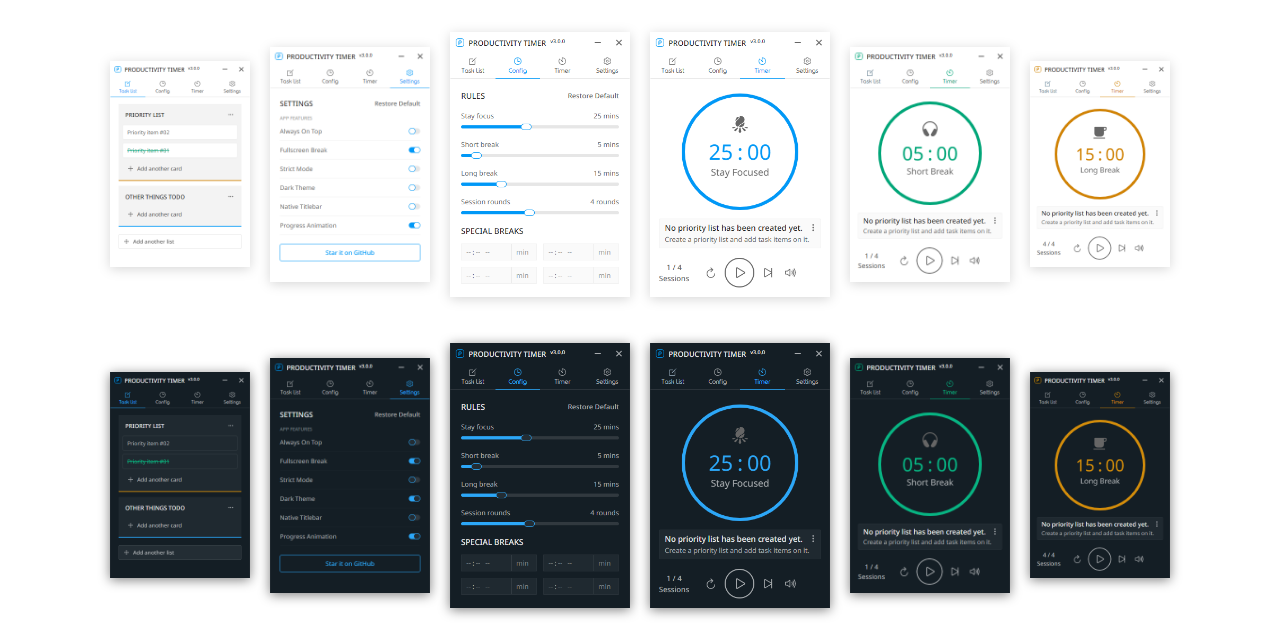 PRODUCTIVITY TIMER v3.0.0
Task List Config Timer Settings
PRIORITY LIST
Priority item #02
Priority item #01
+ Add another card
OTHER THINGS TODO
+ Add another card
+ Add another list
PRODUCTIVITY TIMER v3.0.0
Task List Config Timer Settings
SETTINGS Restore Default
APP FEATURES
Always On Top
Fullscreen Break
Strict Mode
Dark Theme
Native Titlebar
Progress Animation
Star it on GitHub
PRODUCTIVITY TIMER v3.0.0
Task List Config Timer Settings
RULES Restore Default
Stay focus 25 mins
Short break 5 mins
Long break 15 mins
Session rounds 4 rounds
SPECIAL BREAKS
--:-- -- min --:-- -- min
--:-- -- min --:-- -- min
PRODUCTIVITY TIMER v3.0.0
Task List Config Timer Settings
25 : 00
Stay Focused
No priority list has been created yet.
Create a priority list and add task items on it.
1 / 4
Sessions
PRODUCTIVITY TIMER v3.0.0
Task List Config Timer Settings
05 : 00
Short Break
No priority list has been created yet.
Create a priority list and add task items on it.
1 / 4
Sessions
PRODUCTIVITY TIMER v3.0.0
Task List Config Timer Settings
15 : 00
Long Break
No priority list has been created yet.
Create a priority list and add task items on it.
4 / 4
Sessions
PRODUCTIVITY TIMER v3.0.0
Task List Config Timer Settings
PRIORITY LIST
Priority item #02
Priority item #01
+ Add another card
OTHER THINGS TODO
+ Add another card
+ Add another list
PRODUCTIVITY TIMER v3.0.0
Task List Config Timer Settings
SETTINGS Restore Default
APP FEATURES
Always On Top
Fullscreen Break
Strict Mode
Dark Theme
Native Titlebar
Progress Animation
Star it on GitHub
PRODUCTIVITY TIMER v3.0.0
Task List Config Timer Settings
RULES Restore Default
Stay focus 25 mins
Short break 5 mins
Long break 15 mins
Session rounds 4 rounds
SPECIAL BREAKS
--:-- -- min --:-- -- min
--:-- -- min --:-- -- min
PRODUCTIVITY TIMER v3.0.0
Task List Config Timer Settings
25 : 00
Stay Focused
No priority list has been created yet.
Create a priority list and add task items on it.
1 / 4
Sessions
PRODUCTIVITY TIMER v3.0.0
Task List Config Timer Settings
05 : 00
Short Break
No priority list has been created yet.
Create a priority list and add task items on it.
1 / 4
Sessions
PRODUCTIVITY TIMER v3.0.0
Task List Config Timer Settings
15 : 00
Long Break
No priority list has been created yet.
Create a priority list and add task items on it.
4 / 4
Sessions